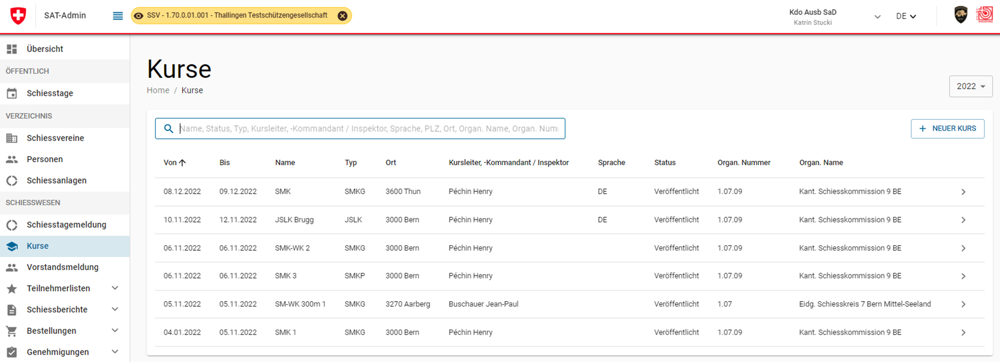 SAT-Admin
SSV - 1.70.0.01.001 - Thallingen Testschützengesellschaft
Kdo Ausb SaD
Katrin Stucki
DE
Übersicht
ÖFFENTLICH
Schiesstage
VERZEICHNIS
Schiessvereine
Personen
Schiessanlagen
SCHIESSWESEN
Schiesstagemeldung
Kurse
Vorstandsmeldung
Teilnehmerlisten
Schiessberichte
Bestellungen
Genehmigungen
Kurse
Home / Kurse
2022
Name, Status, Typ, Kursleiter, -Kommandant / Inspektor, Sprache, PLZ, Ort, Organ. Name, Organ. Num
+ NEUER KURS
Von Bis Name Typ Ort Kursleiter, -Kommandant / Inspektor Sprache Status Organ. Nummer Organ. Name
08.12.2022 09.12.2022 SMK SMKG 3600 Thun Péchin Henry DE Veröffentlicht 1.07.09 Kant. Schiesskommission 9 BE
10.11.2022 12.11.2022 JSLK Brugg JSLK 3000 Bern Péchin Henry DE Veröffentlicht 1.07.09 Kant. Schiesskommission 9 BE
06.11.2022 06.11.2022 SMK-WK 2 SMKG 3000 Bern Péchin Henry Veröffentlicht 1.07.09 Kant. Schiesskommission 9 BE
06.11.2022 06.11.2022 SMK 3 SMKP 3000 Bern Péchin Henry Veröffentlicht 1.07.09 Kant. Schiesskommission 9 BE
05.11.2022 05.11.2022 SM-WK 300m 1 SMKG 3270 Aarberg Buschauer Jean-Paul Veröffentlicht 1.07 Eidg. Schiesskreis 7 Bern Mittel-Seeland
04.01.2022 05.11.2022 SMK 1 SMKG 3000 Bern Péchin Henry Veröffentlicht 1.07.09 Kant. Schiesskommission 9 BE